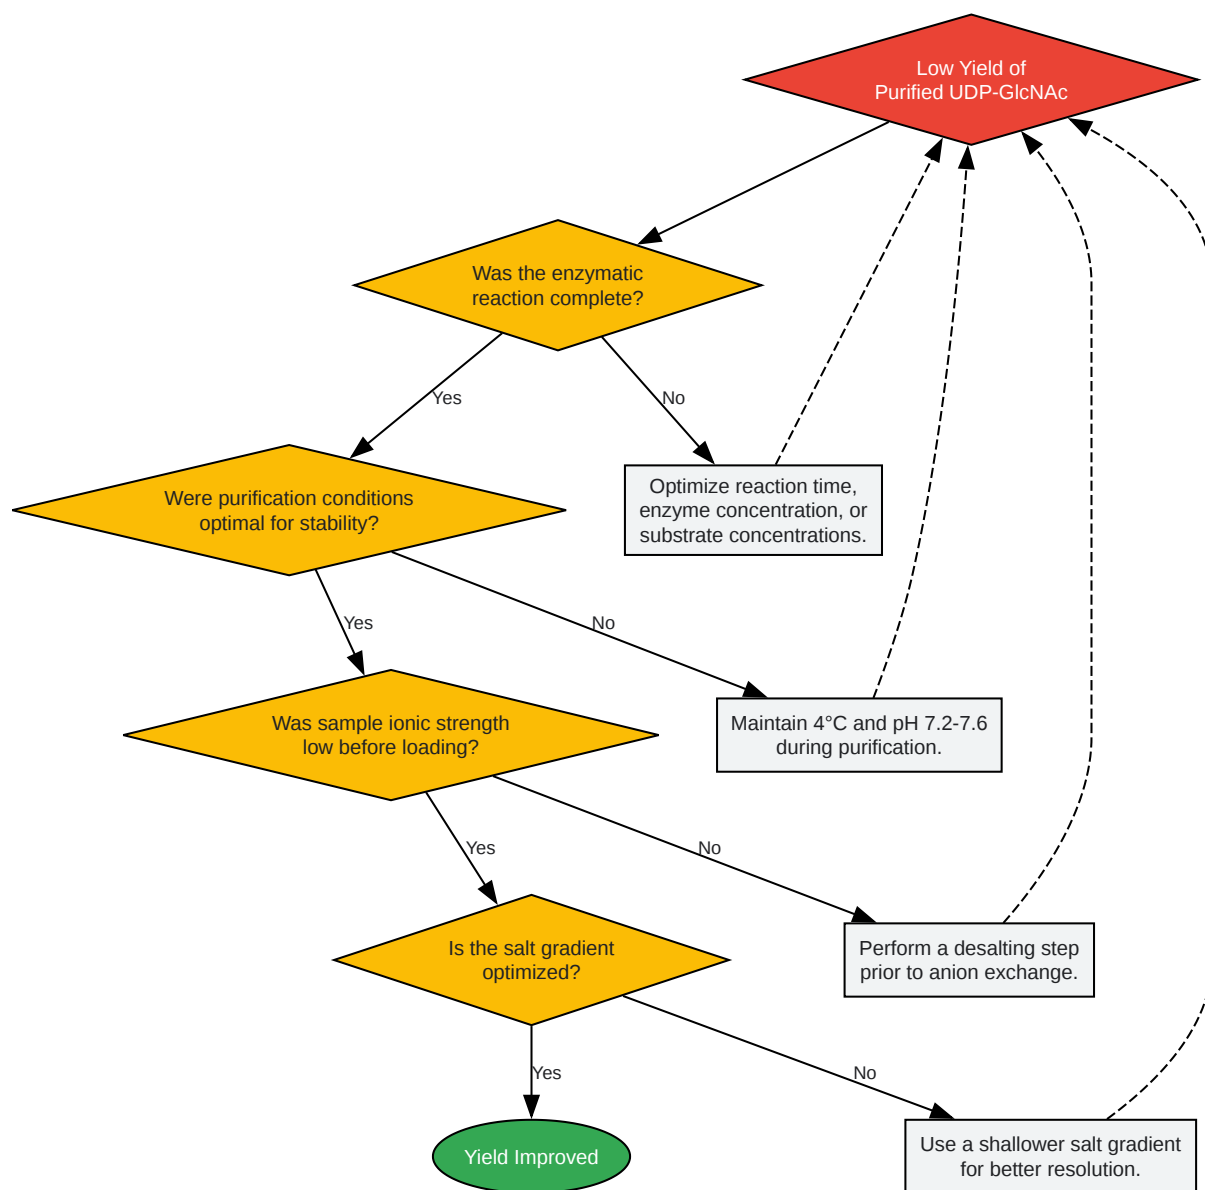 Low Yield of
Purified UDP-GlcNAc
Was the enzymatic
reaction complete?
Yes
No
Were purification conditions
optimal for stability?
Optimize reaction time,
enzyme concentration, or
substrate concentrations.
Yes
No
Was sample ionic strength
low before loading?
Maintain 4°C and pH 7.2-7.6
during purification.
Yes
No
Is the salt gradient
optimized?
Perform a desalting step
prior to anion exchange.
Yes
No
Yield Improved
Use a shallower salt gradient
for better resolution.